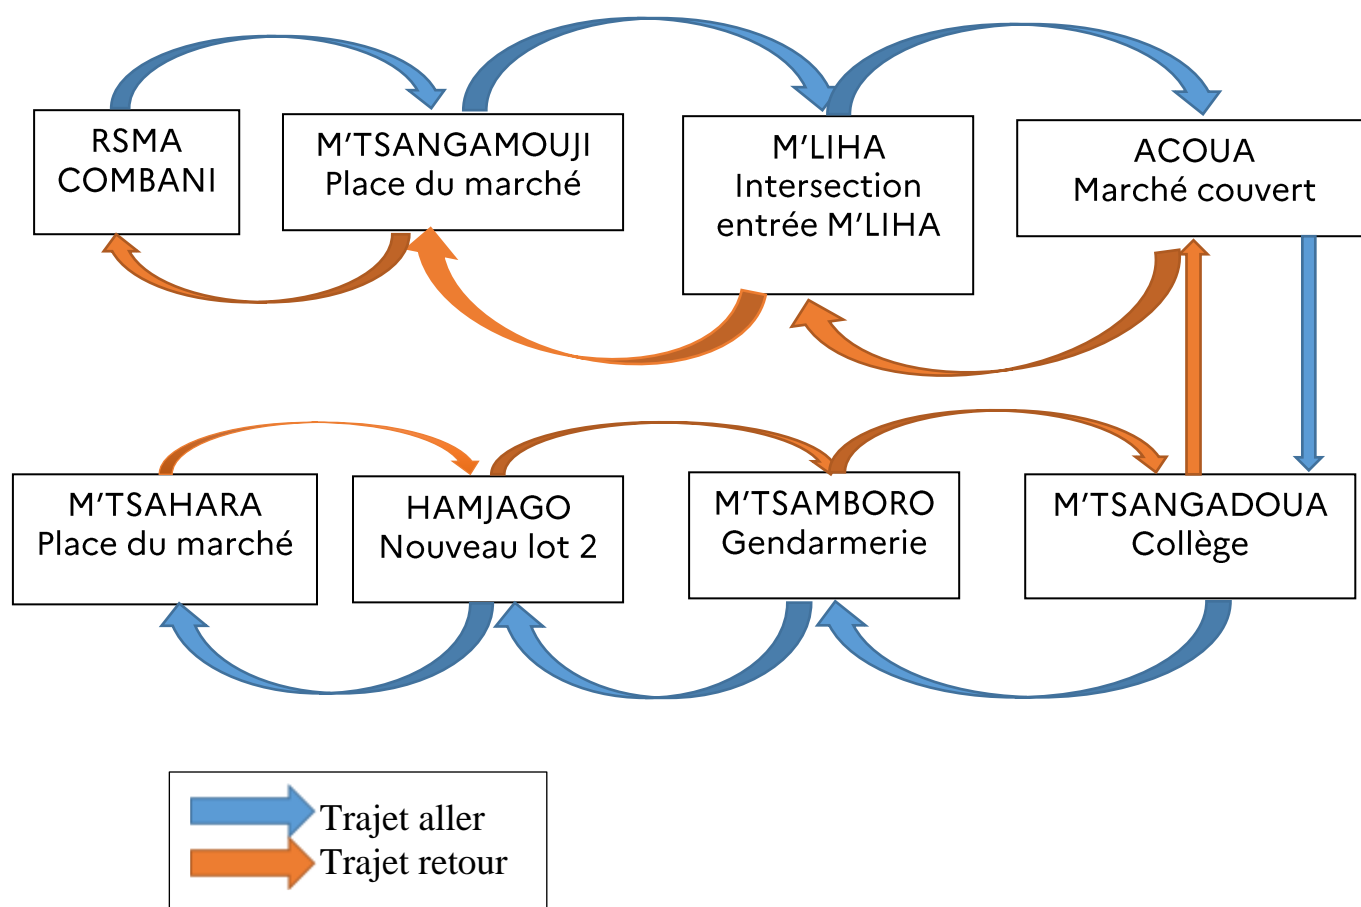 RSMA
COMBANI
M'TSANGAMOUJI
Place du marché
M'LIHA
Intersection
entrée M'LIHA
ACOUA
Marché couvert
M'TSAHARA
Place du marché
HAMJAGO
Nouveau lot 2
M'TSAMBORO
Gendarmerie
M'TSANGADOUA
Collège
Trajet aller
Trajet retour